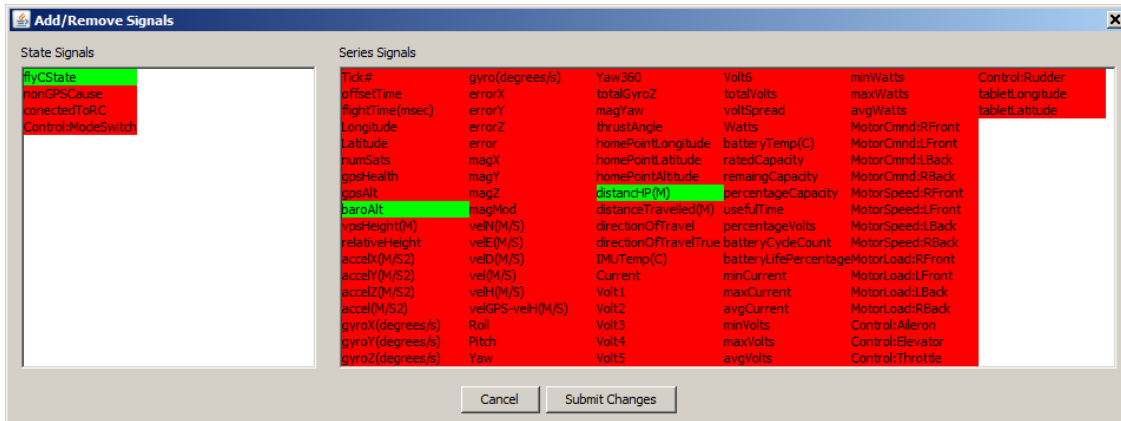 Add/Remove Signals
State Signals
flyCState
nonGPSCause
conectedToRC
Control:ModeSwitch
Series Signals
Tick#
offsetTime
flightTime(msec)
Longitude
Latitude
numSats
gpsHealth
gpsAlt
baroAlt
vpsHeight(M)
relativeHeight
accelX(M/S2)
accelY(M/S2)
accelZ(M/S2)
accel(M/S2)
gyroX(degrees/s)
gyroY(degrees/s)
gyroZ(degrees/s)
gyro(degrees/s)
errorX
errorY
errorZ
error
magX
magY
magZ
magMod
velN(M/S)
velE(M/S)
velD(M/S)
vel(M/S)
velH(M/S)
velGPS-velH(M/S)
Roll
Pitch
Yaw
Yaw360
totalGyroZ
magYaw
thrustAngle
homePointLongitude
homePointLatitude
homePointAltitude
distancHP(M)
distanceTravelled(M)
directionOfTravel
directionOfTravelTrue
IMUTemp(C)
Current
Volt1
Volt2
Volt3
Volt4
Volt5
Volt6
totalVolts
voltSpread
Watts
batteryTemp(C)
ratedCapacity
remaingCapacity
percentageCapacity
usefulTime
percentageVolts
batteryCycleCount
batteryLifePercentage
minCurrent
maxCurrent
avgCurrent
minVolts
maxVolts
avgVolts
minWatts
maxWatts
avgWatts
MotorCmnd:RFront
MotorCmnd:LFront
MotorCmnd:LBack
MotorCmnd:RBack
MotorSpeed:RFront
MotorSpeed:LFront
MotorSpeed:LBack
MotorSpeed:RBack
MotorLoad:RFront
MotorLoad:LFront
MotorLoad:LBack
MotorLoad:RBack
Control:Aileron
Control:Elevator
Control:Throttle
Control:Rudder
tabletLongitude
tabletLatitude
Cancel
Submit Changes